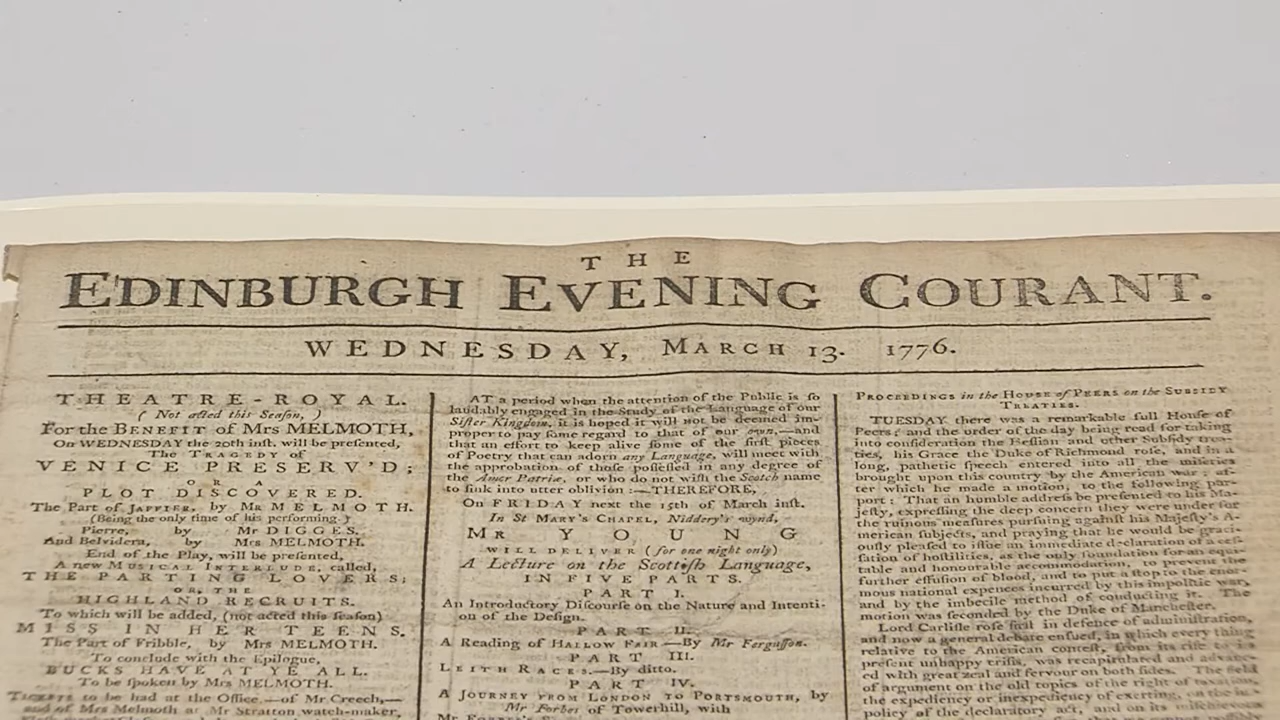 THE
EDINBURGH EVENING COURANT.
WEDNESDAY, MARCH 13. 1776.
THEATRE-ROYAL.
( Not acted this Season, )
For the BENEFIT of Mrs MELMOTH,
On WEDNESDAY the 20th inst. will be presented,
The TRAGEDY of
VENICE PRESERV'D;
OR A
PLOT DISCOVERED.
The Part of JAFFIER, by Mr MELMOTH.
(Being the only time of his performing.)
Pierre, by Mr DIGGES.
And Belvidera, by Mrs MELMOTH.
End of the Play, will be presented,
A new MUSICAL INTERLUDE, called,
THE PARTING LOVERS;
OR, THE
HIGHLAND RECRUITS.
To which will be added, (not acted this season)
MISS IN HER TEENS.
The Part of Fribble, by Mrs MELMOTH.
To conclude with the Epilogue,
BUCKS HAVE AT YE ALL.
To be spoken by Mrs MELMOTH.
TICKETS to be had at the Office—of Mr Creech,—
and of Mrs Melmoth at Mr Stratton watch-maker,
AT a period when the attention of the Public is so
laudably engaged in the Study of the Language of our
Sister Kingdom, it is hoped it will not be deemed im-
proper to pay some regard to that of our own,—and
that an effort to keep alive some of the first pieces
of Poetry that can adorn any Language, will meet with
the approbation of those possessed in any degree of
the Amor Patriæ, or who do not wish the Scotch name
to sink into utter oblivion :—THEREFORE,
On FRIDAY next the 15th of March inst.
In St MARY'S CHAPEL, Niddery's wynd,
MR YOUNG
WILL DELIVER (for one night only)
A Lecture on the Scottish Language,
IN FIVE PARTS.
PART I.
An Introductory Discourse on the Nature and Intenti-
on of the Design.
PART II.
A Reading of HALLOW FAIR—By Mr Ferguson.
PART III.
LEITH RACES.—By ditto.
PART IV.
A JOURNEY FROM LONDON TO PORTSMOUTH, by
Mr Forbes of Towerhill, with
PROCEEDINGS in the HOUSE of PEERS on the SUBSIDY
TREATIES.
TUESDAY there was a remarkable full House of
Peers; and the order of the day being read for taking
into consideration the Hessian and other Subsidy trea-
ties, his Grace the Duke of Richmond rose, and in a
long, pathetic speech entered into all the miseries
brought upon this country by the American war; af-
ter which he made a motion, to the following pur-
port: That an humble address be presented to his Ma-
jesty, expressing the deep concern they were under for
the ruinous measures pursuing against his Majesty's A-
merican subjects, and praying that he would be graci-
ously pleased to issue an immediate declaration of a ces-
sation of hostilities, as the only foundation for an equi-
table and honourable accommodation, to prevent the
further effusion of blood, and to put a stop to the enor-
mous national expences incurred by this impolitic war,
and by the imbecile method of conducting it. The
motion was seconded by the Duke of Manchester.
Lord Carlisle rose first in defence of administration,
and now a general debate ensued, in which every thing
relative to the American contest, from its rise to its
present unhappy crisis, was recapitulated and advanc-
ed with great zeal and fervour on both sides. The
of argument on the old topics of the right of taxation,
the expediency or inexpediency of exerting,
policy of the declaratory act, and on its mischievous